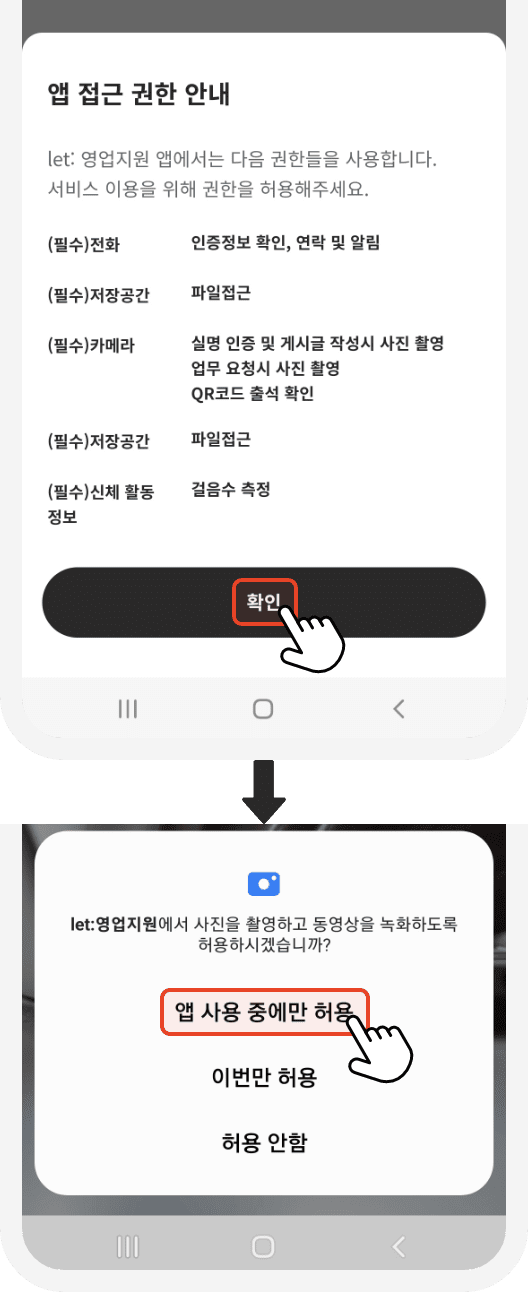 앱 접근 권한 안내
let: 영업지원 앱에서는 다음 권한들을 사용합니다.
서비스 이용을 위해 권한을 허용해주세요.
(필수)전화 인증정보 확인, 연락 및 알림
(필수)저장공간 파일접근
(필수)카메라 실명 인증 및 게시글 작성시 사진 촬영
업무 요청시 사진 촬영
QR코드 출석 확인
(필수)저장공간 파일접근
(필수)신체 활동 걸음수 측정
정보
확인
let:영업지원에서 사진을 촬영하고 동영상을 녹화하도록
허용하시겠습니까?
앱 사용 중에만 허용
이번만 허용
허용 안함